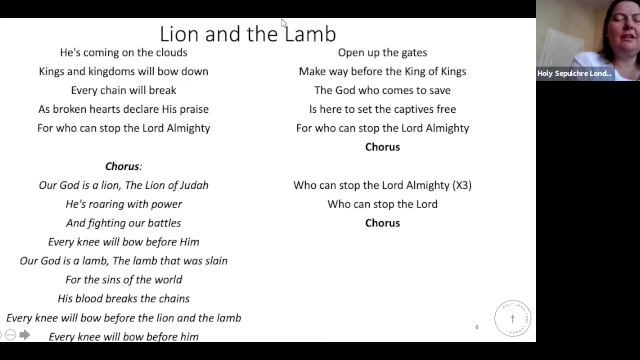 Lion and the Lamb
He's coming on the clouds
Kings and kingdoms will bow down
Every chain will break
As broken hearts declare His praise
For who can stop the Lord Almighty
Chorus:
Our God is a lion, The Lion of Judah
He's roaring with power
And fighting our battles
Every knee will bow before Him
Our God is a lamb, The lamb that was slain
For the sins of the world
His blood breaks the chains
Every knee will bow before the lion and the lamb
Every knee will bow before him
Open up the gates
Make way before the King of Kings
The God who comes to save
Is here to set the captives free
For who can stop the Lord Almighty
Chorus
Who can stop the Lord Almighty (X3)
Who can stop the Lord
Chorus
4
Holy Sepulchre Lond...